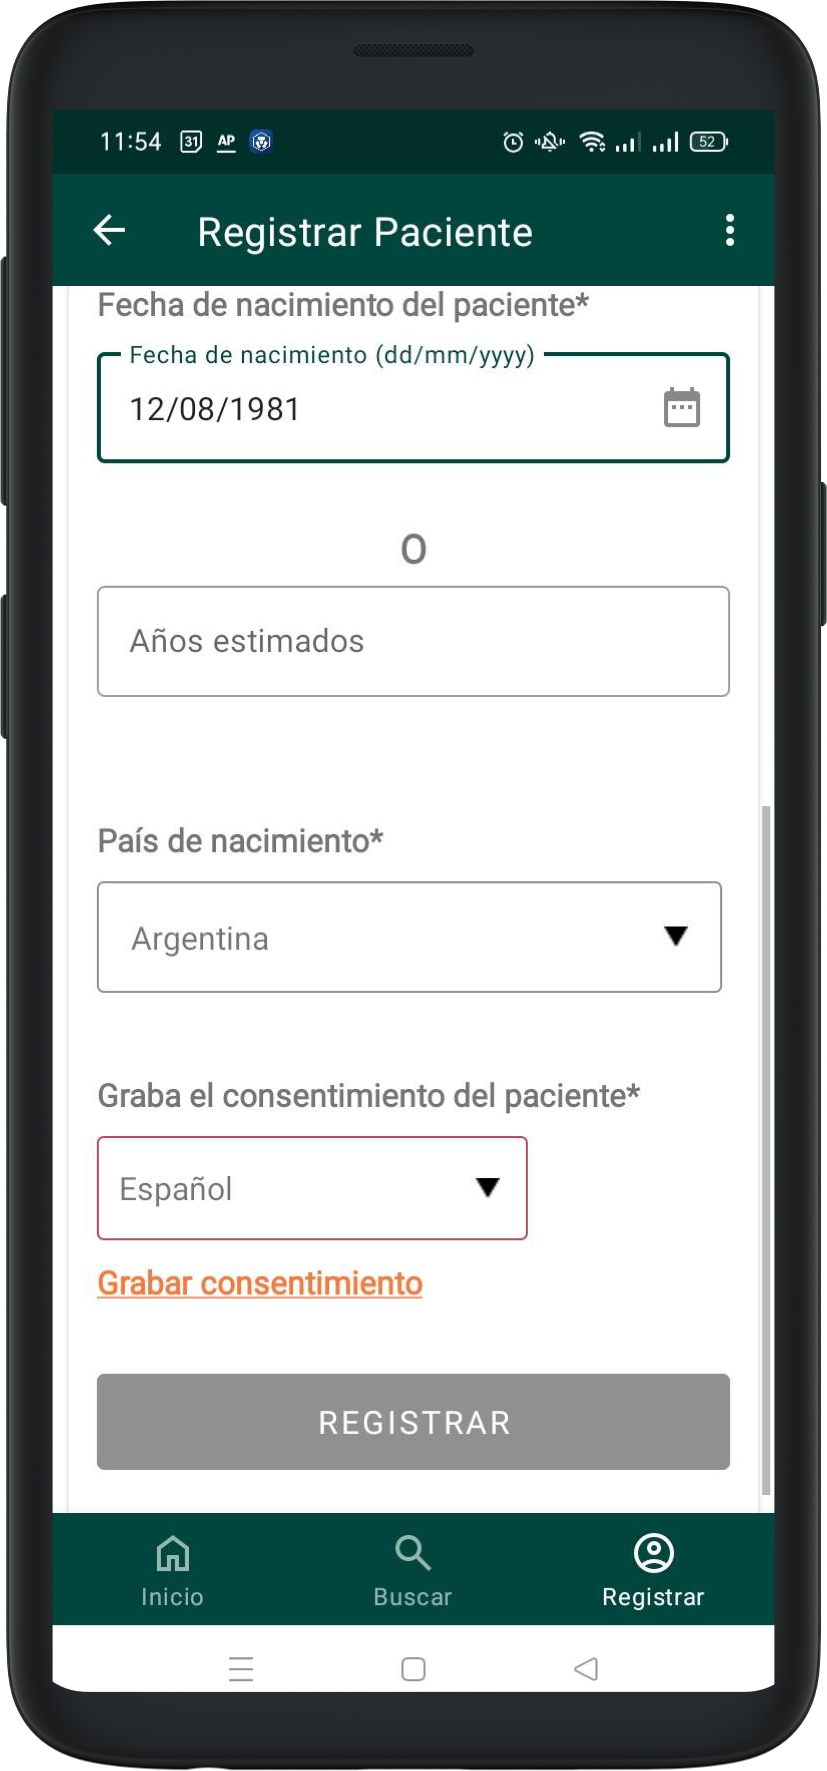 11:54 31 AP 52
Registrar Paciente
Fecha de nacimiento del paciente*
Fecha de nacimiento (dd/mm/yyyy)
12/08/1981
O
Años estimados
País de nacimiento*
Argentina
Graba el consentimiento del paciente*
Español
Grabar consentimiento
REGISTRAR
Inicio Buscar Registrar